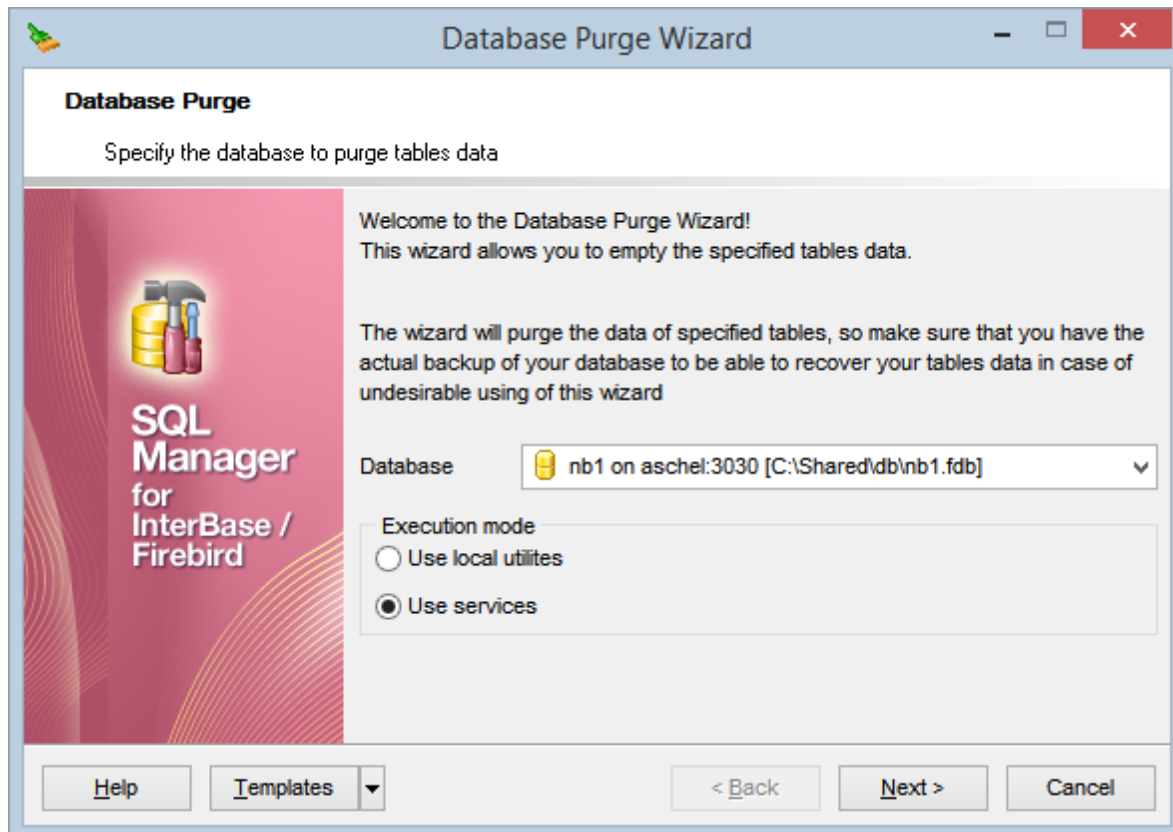 Database Purge Wizard
Database Purge
Specify the database to purge tables data
Welcome to the Database Purge Wizard!
This wizard allows you to empty the specified tables data.
The wizard will purge the data of specified tables, so make sure that you have the
actual backup of your database to be able to recover your tables data in case of
undesirable using of this wizard
SQL
Manager
for
InterBase /
Firebird
Database
nb1 on aschel:3030 [C:\Shared\db\nb1.fdb]
Execution mode
Use local utilites
Use services
Help
Templates
< Back
Next >
Cancel